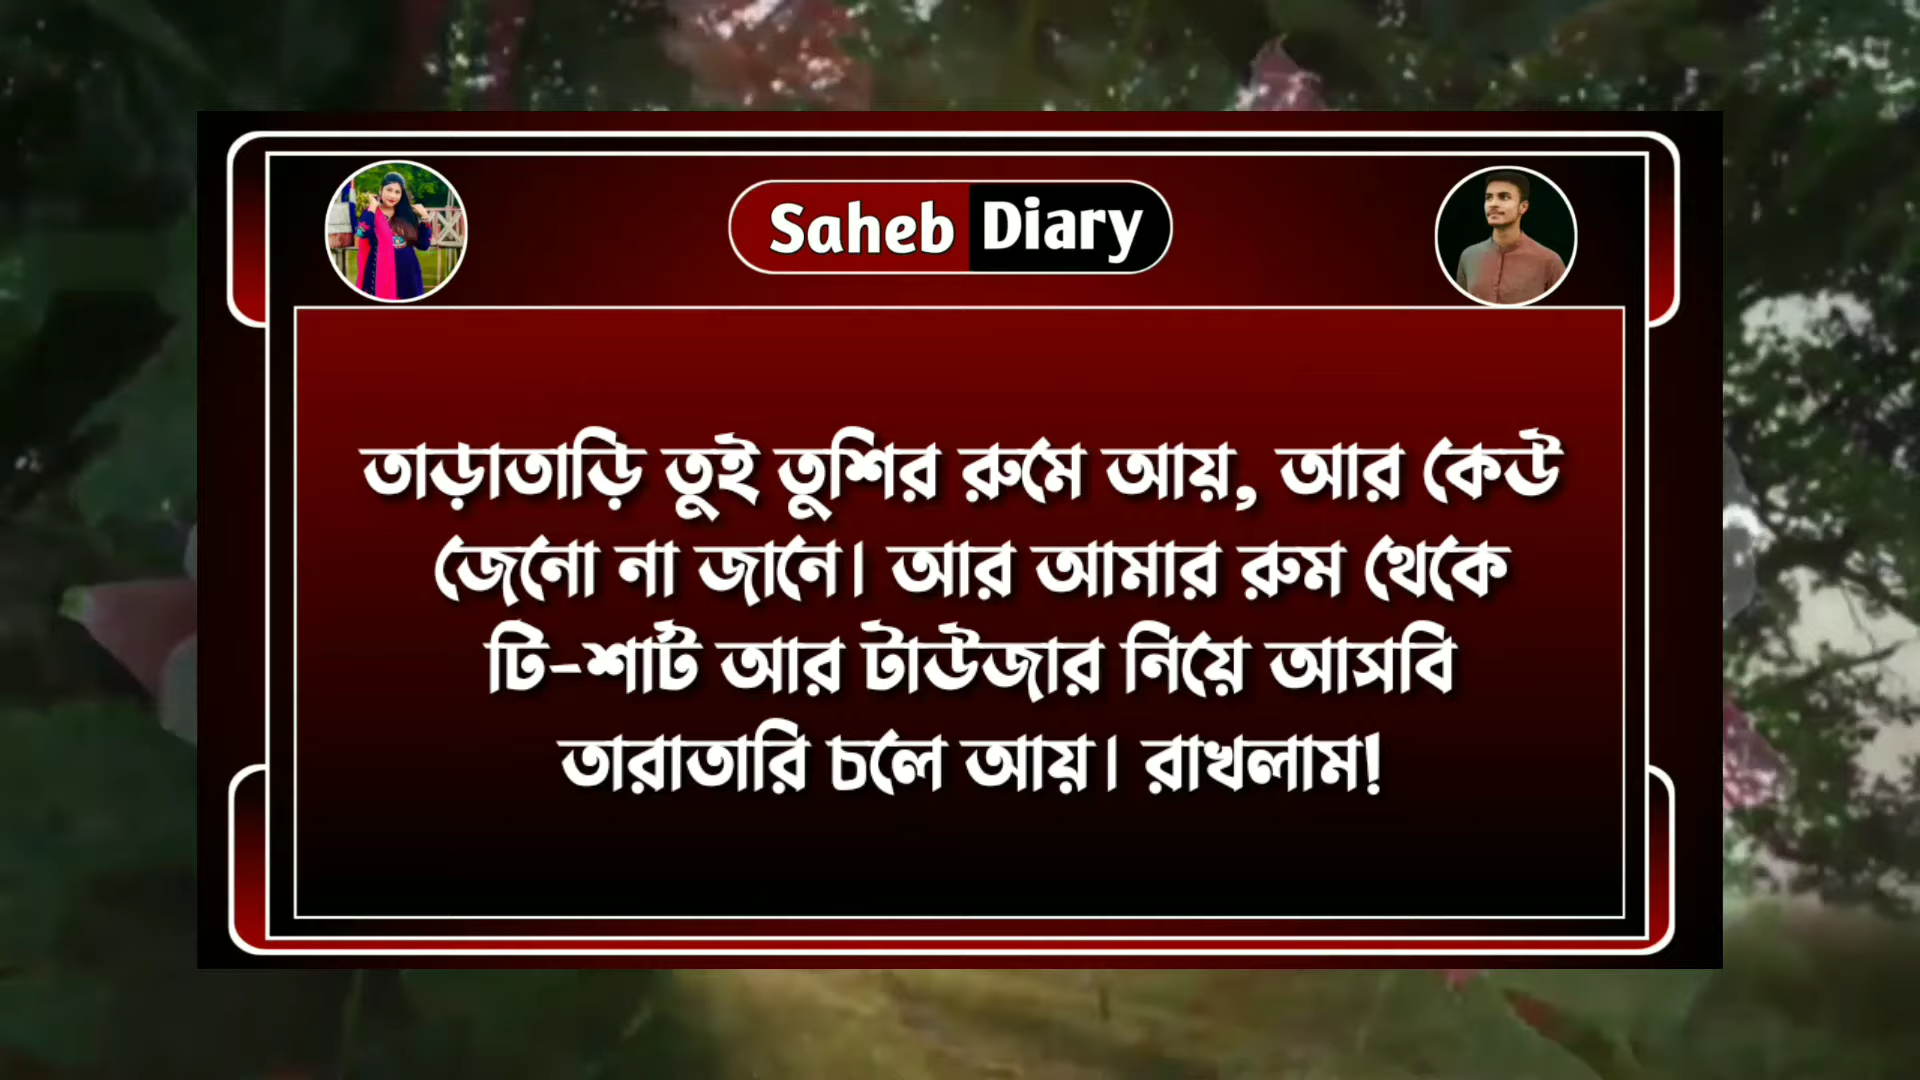 Saheb Diary
তাড়াতাড়ি তুই তুশির রুমে আয়, আর কেউ
জেনো না জানে। আর আমার রুম থেকে
টি-শার্ট আর টাউজার নিয়ে আসবি
তারাতারি চলে আয়। রাখলাম!